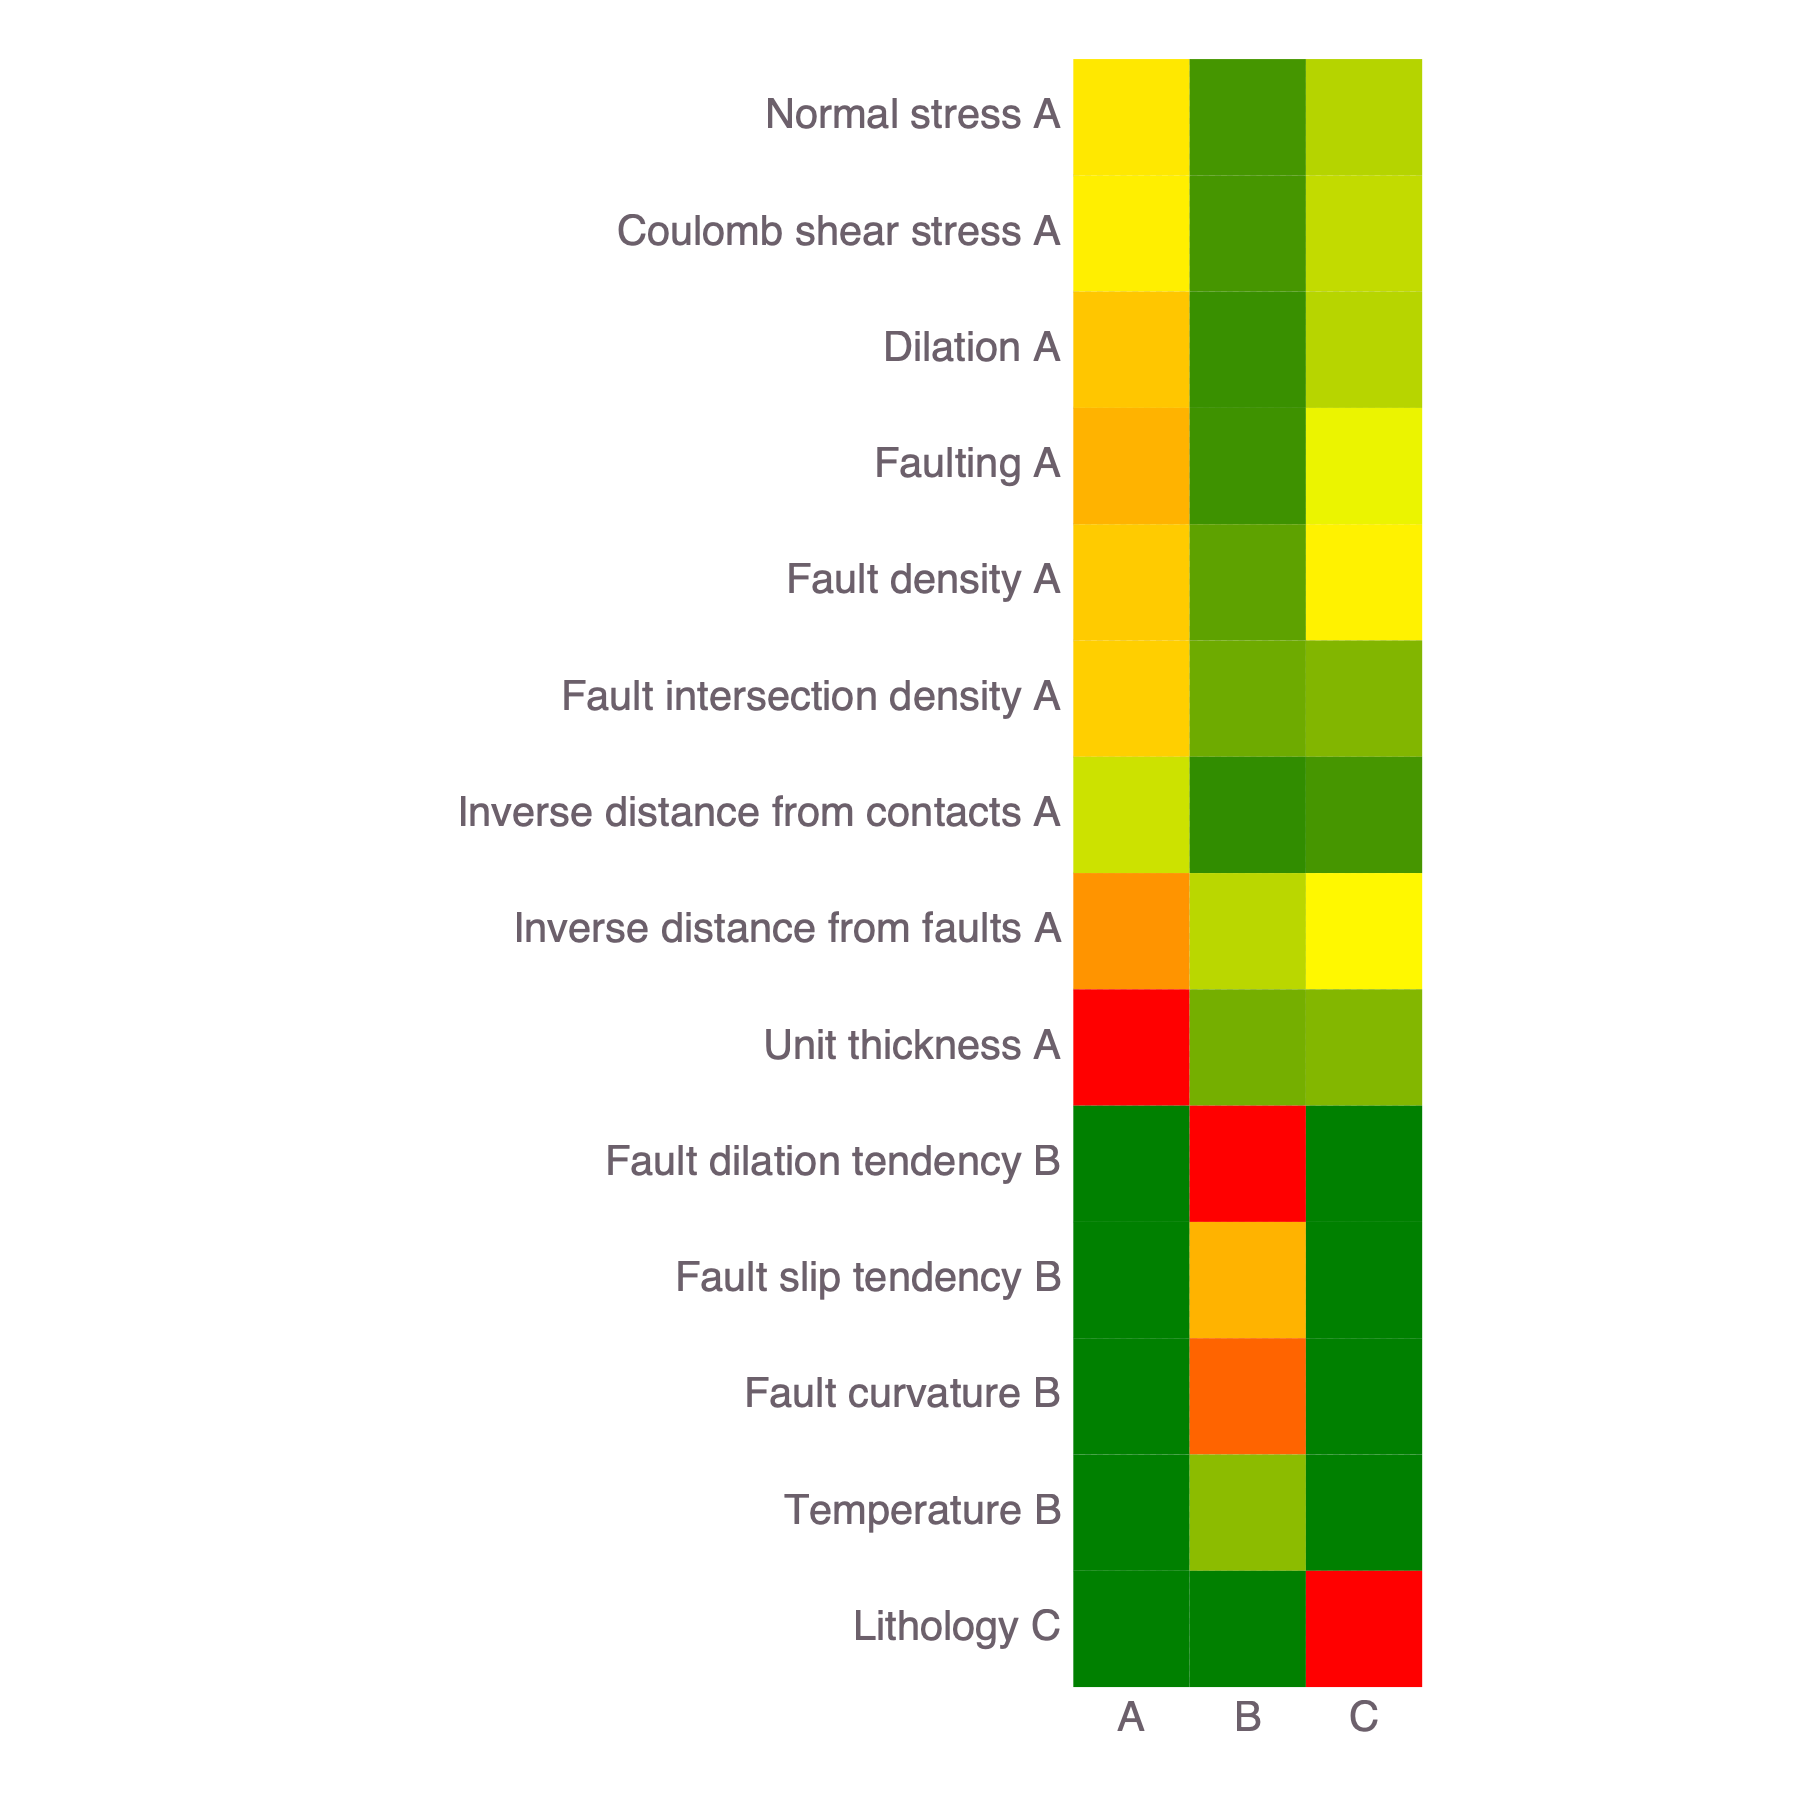 Normal stress A
Coulomb shear stress A
Dilation A
Faulting A
Fault density A
Fault intersection density A
Inverse distance from contacts A
Inverse distance from faults A
Unit thickness A
Fault dilation tendency B
Fault slip tendency B
Fault curvature B
Temperature B
Lithology C
A B C